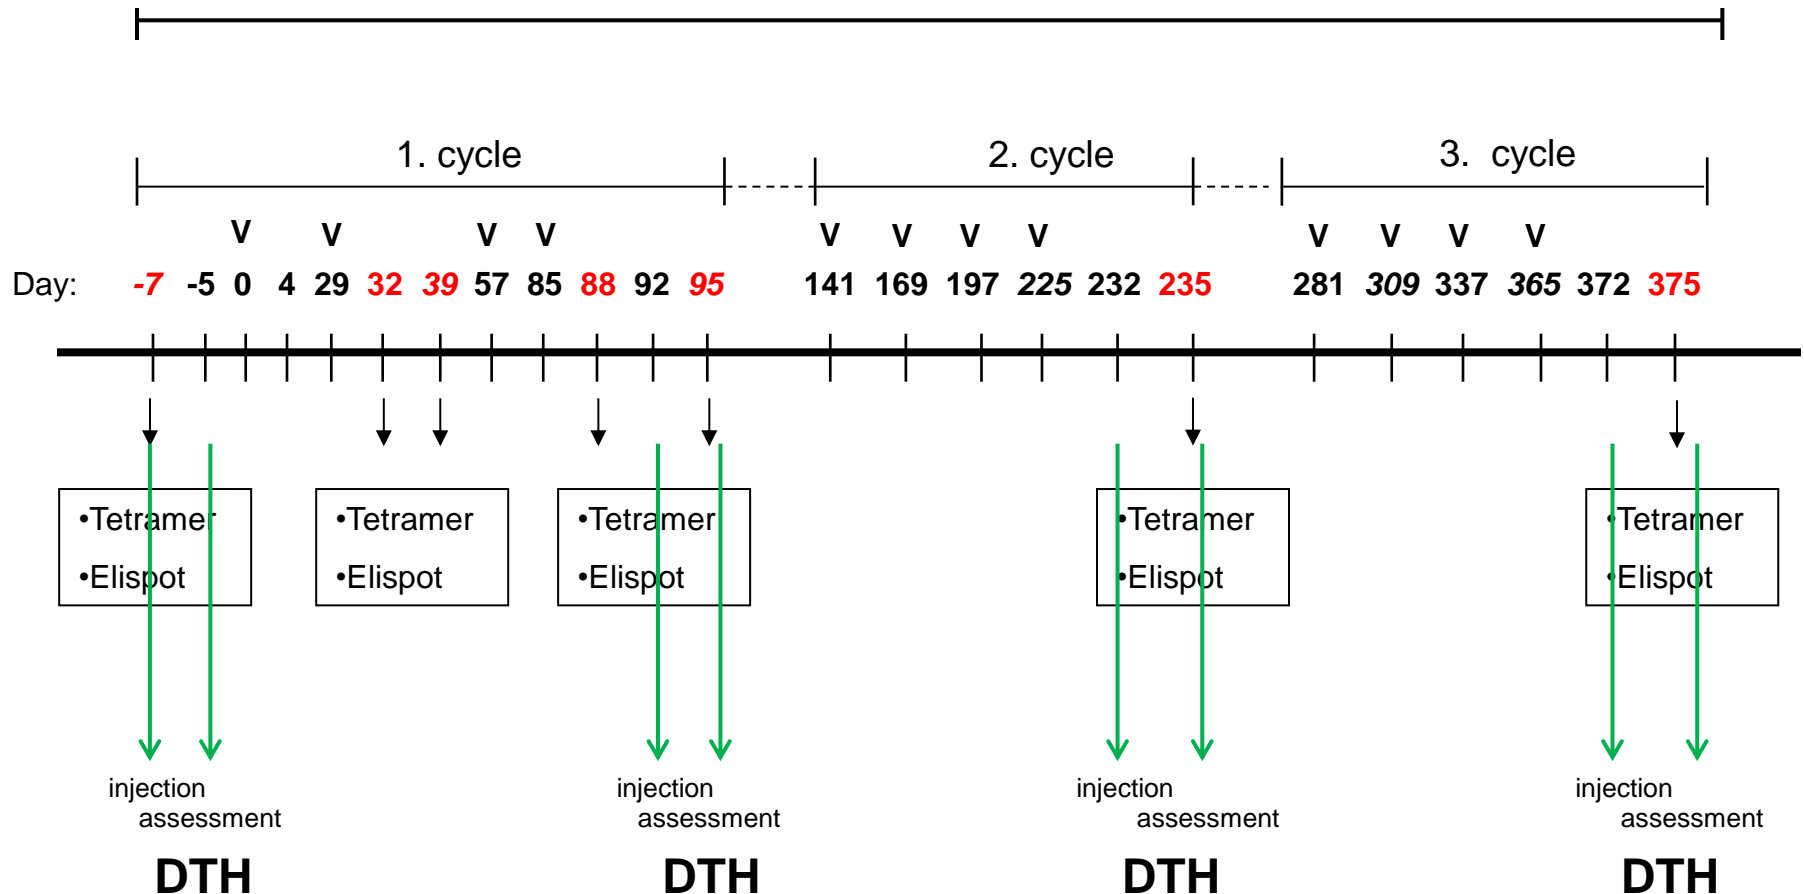 1. cycle 2. cycle 3. cycle
V V V V V V V V V V V V
Day: -7 -5 0 4 29 32 39 57 85 88 92 95 141 169 197 225 232 235 281 309 337 365 372 375
•Tetramer •Tetramer •Tetramer •Tetramer •Tetramer
•Elispot •Elispot •Elispot •Elispot •Elispot
injection injection injection injection
assessment assessment assessment assessment
DTH DTH DTH DTH